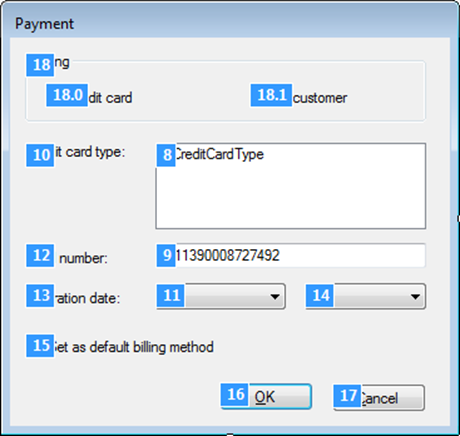 Payment
18 ng
18.0 dit card 18.1 customer
10 it card type: 8 CreditCardType
12 number: 9 11390008727492
13 ration date: 11 14
15 Set as default billing method
16 OK 17 Cancel